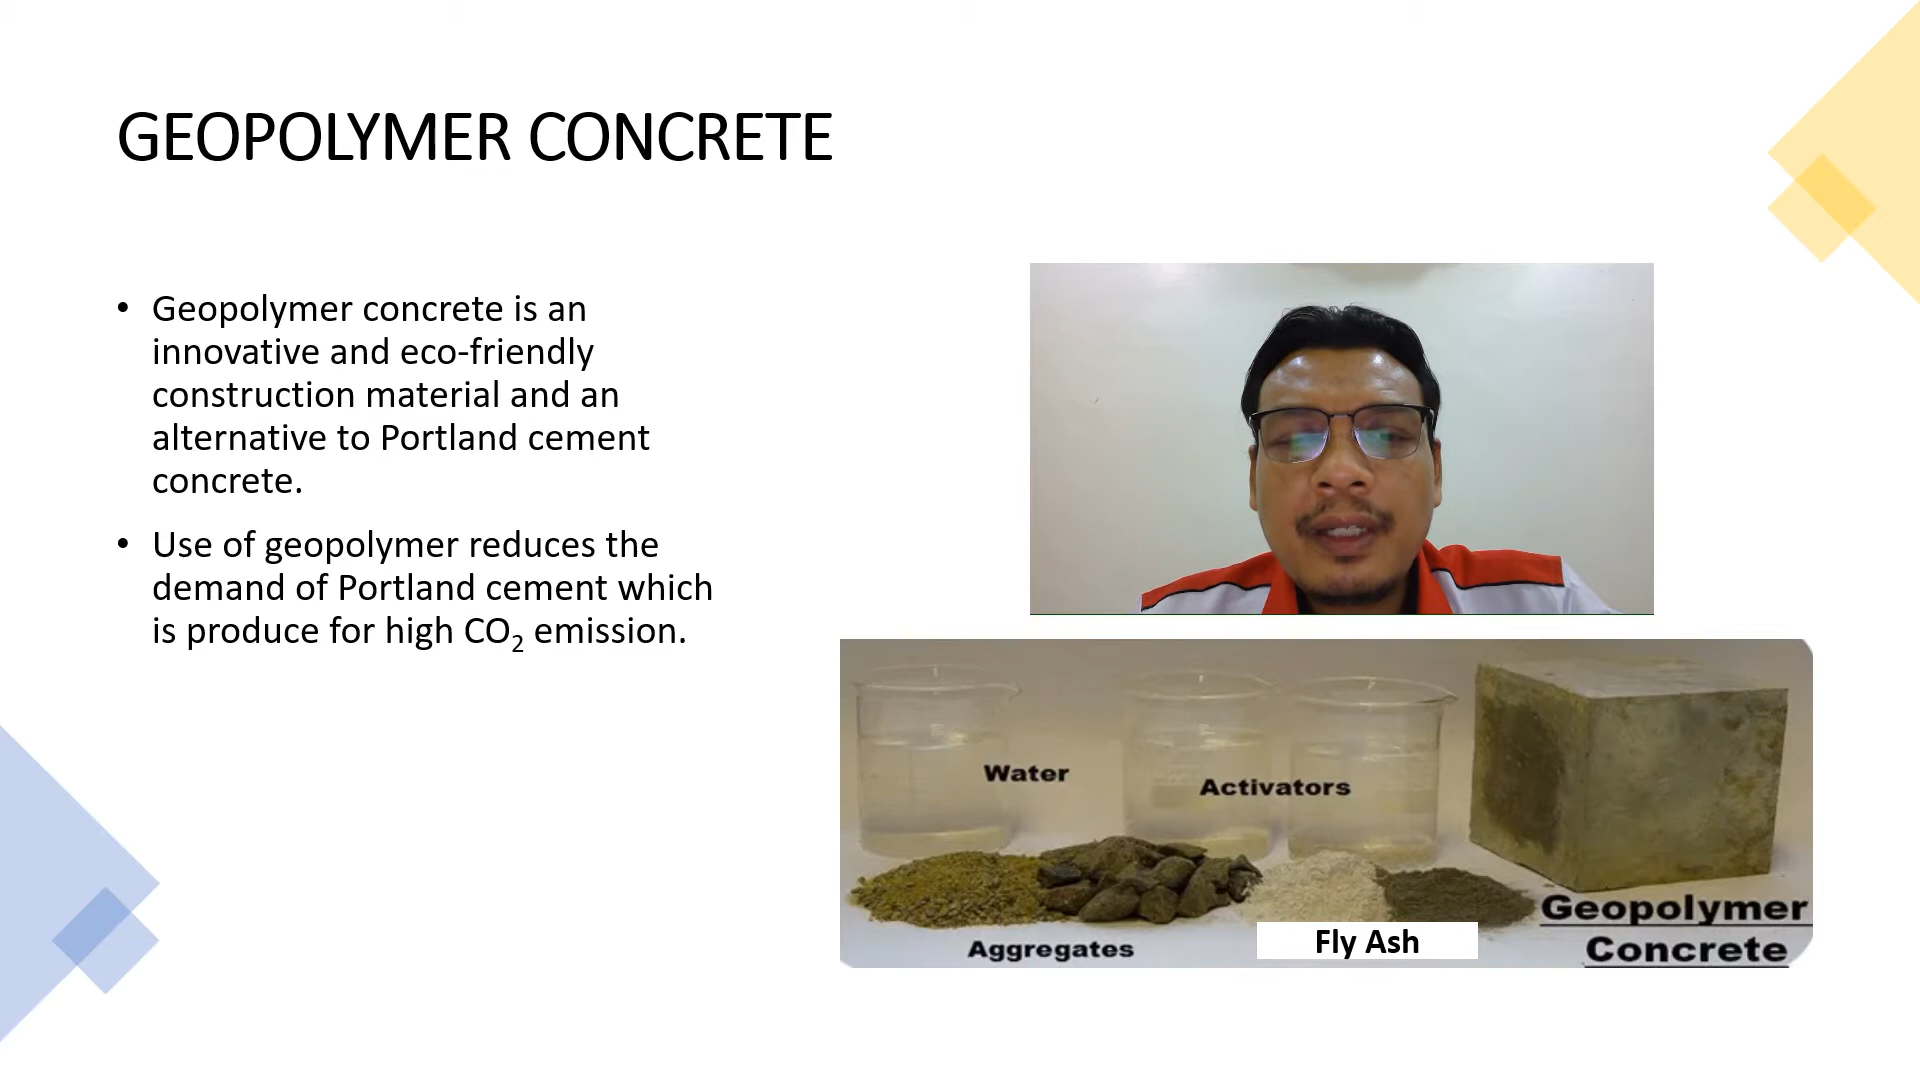 GEOPOLYMER CONCRETE
• Geopolymer concrete is an
innovative and eco-friendly
construction material and an
alternative to Portland cement
concrete.
• Use of geopolymer reduces the
demand of Portland cement which
is produce for high CO₂ emission.
Water
Activators
Aggregates
Fly Ash
Geopolymer
Concrete